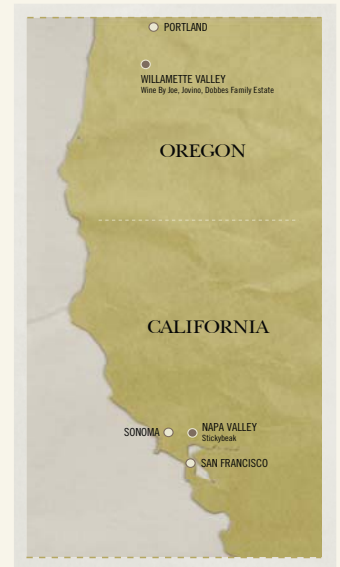 PORTLAND
WILLAMETTE VALLEY
Wine By Joe, Jovino, Dobbes Family Estate
OREGON
CALIFORNIA
SONOMA
NAPA VALLEY
Stickybeak
SAN FRANCISCO